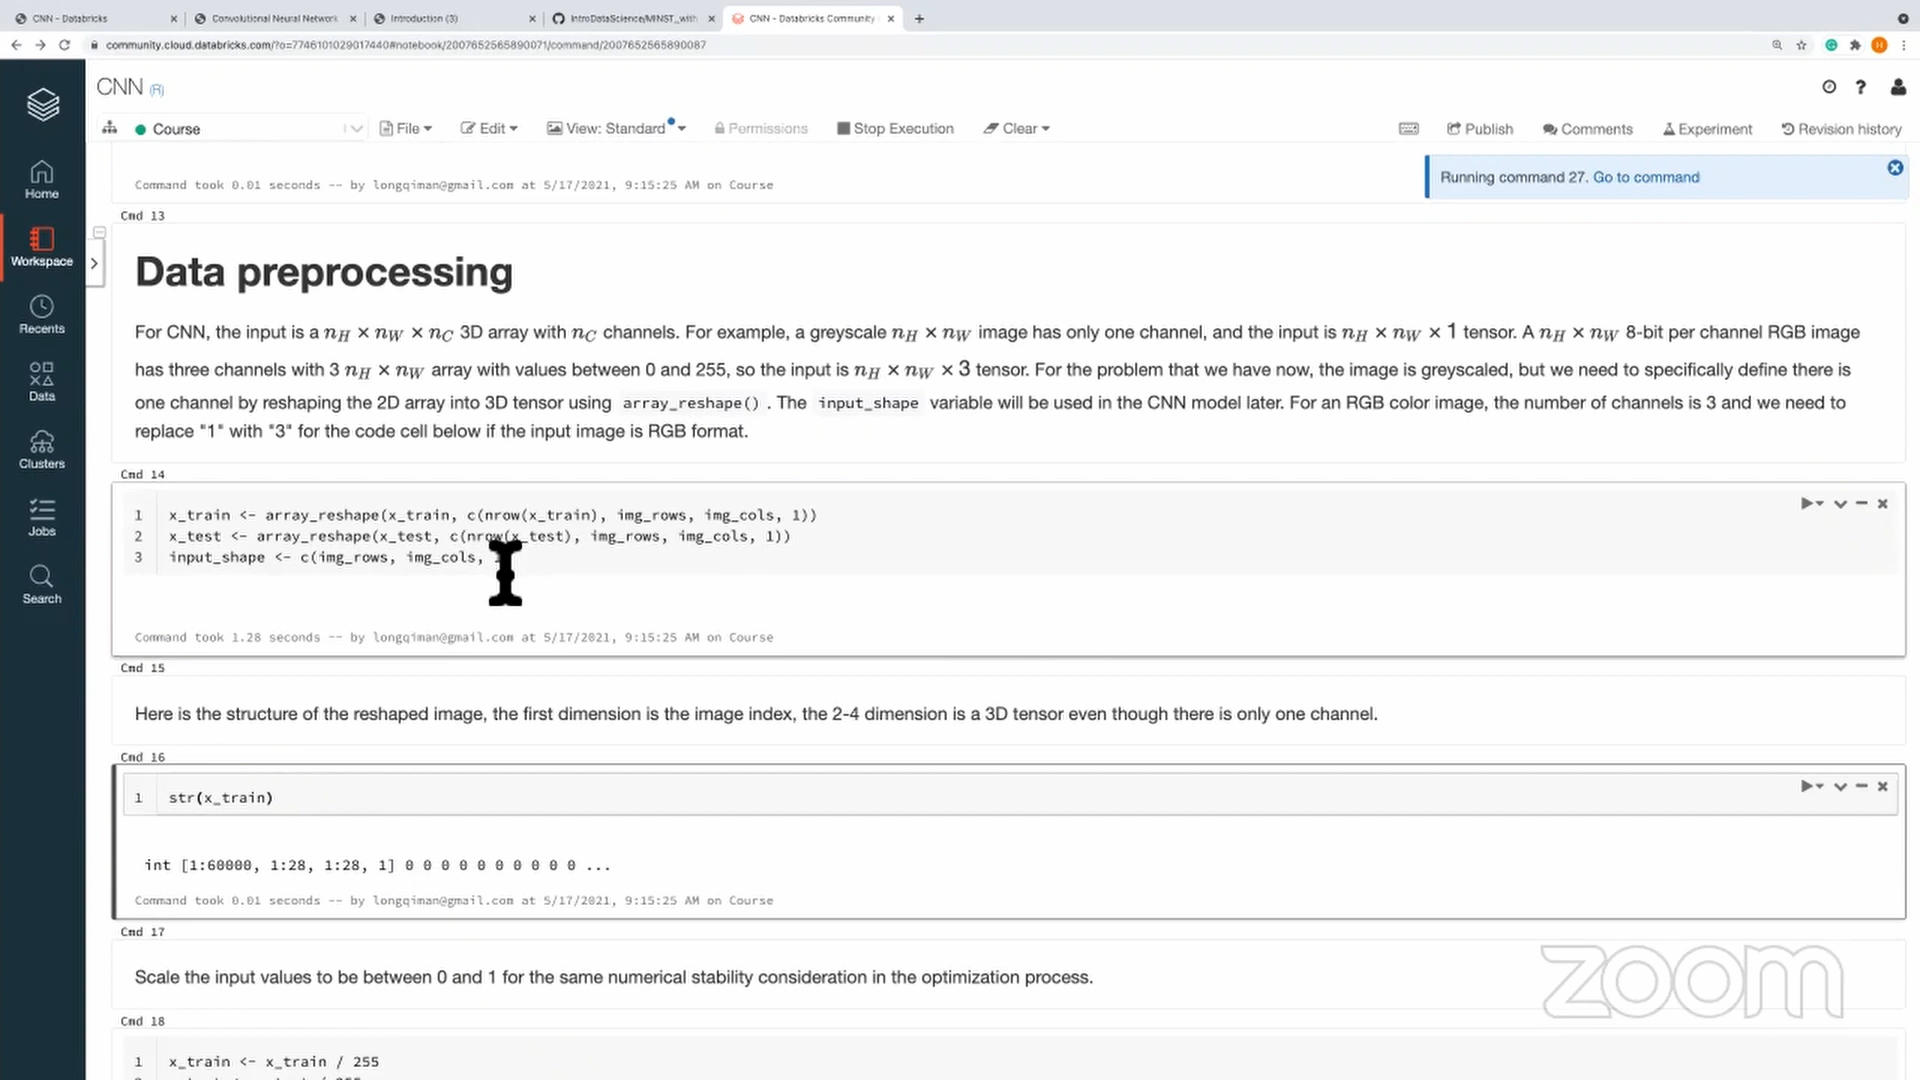 CNN - Databricks
Convolutional Neural Network
Introduction (3)
IntroDataScience/MINST_with
CNN - Databricks Community
community.cloud.databricks.com/?o=7746101029017440#notebook/2007652565890071/command/2007652565890087
H
CNN (R)
Course
File
Edit
View: Standard
Permissions
Stop Execution
Clear
Publish
Comments
Experiment
Revision history
Home
Workspace
Recents
Data
Clusters
Jobs
Search
Command took 0.01 seconds -- by longqiman@gmail.com at 5/17/2021, 9:15:25 AM on Course
Running command 27. Go to command
Cmd 13
Data preprocessing
For CNN, the input is a n_H × n_W × n_C 3D array with n_C channels. For example, a greyscale n_H × n_W image has only one channel, and the input is n_H × n_W × 1 tensor. A n_H × n_W 8-bit per channel RGB image
has three channels with 3 n_H × n_W array with values between 0 and 255, so the input is n_H × n_W × 3 tensor. For the problem that we have now, the image is greyscaled, but we need to specifically define there is
one channel by reshaping the 2D array into 3D tensor using array_reshape() . The input_shape variable will be used in the CNN model later. For an RGB color image, the number of channels is 3 and we need to
replace "1" with "3" for the code cell below if the input image is RGB format.
Cmd 14
1 x_train <- array_reshape(x_train, c(nrow(x_train), img_rows, img_cols, 1))
2 x_test <- array_reshape(x_test, c(nrow(x_test), img_rows, img_cols, 1))
3 input_shape <- c(img_rows, img_cols,
Command took 1.28 seconds -- by longqiman@gmail.com at 5/17/2021, 9:15:25 AM on Course
Cmd 15
Here is the structure of the reshaped image, the first dimension is the image index, the 2-4 dimension is a 3D tensor even though there is only one channel.
Cmd 16
1 str(x_train)
int [1:60000, 1:28, 1:28, 1] 0 0 0 0 0 0 0 0 0 0 ...
Command took 0.01 seconds -- by longqiman@gmail.com at 5/17/2021, 9:15:25 AM on Course
Cmd 17
Scale the input values to be between 0 and 1 for the same numerical stability consideration in the optimization process.
Cmd 18
1 x_train <- x_train / 255
zoom